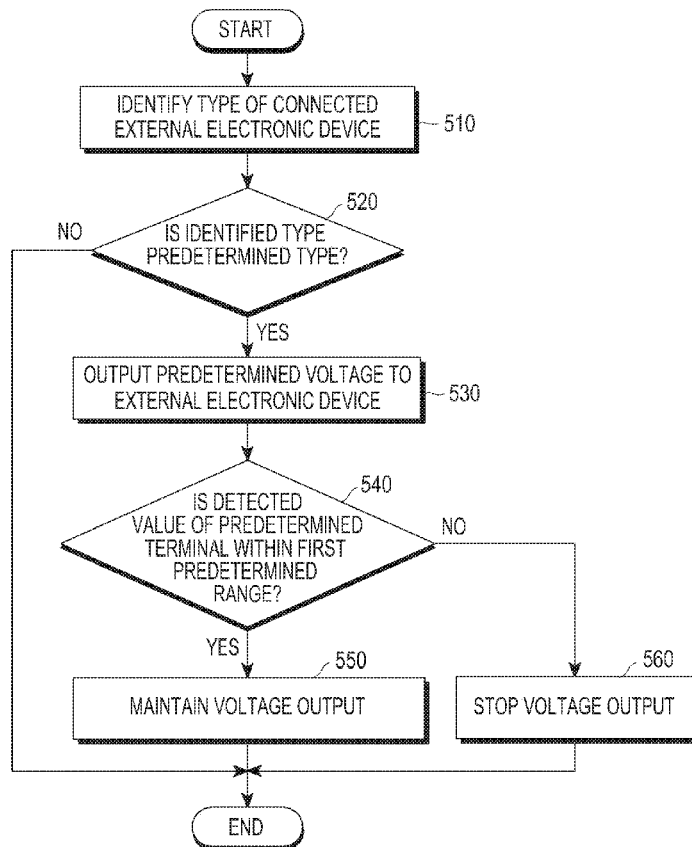 START
IDENTIFY TYPE OF CONNECTED
EXTERNAL ELECTRONIC DEVICE
510
520
NO
IS IDENTIFIED TYPE
PREDETERMINED TYPE?
YES
OUTPUT PREDETERMINED VOLTAGE TO
EXTERNAL ELECTRONIC DEVICE
530
540
IS DETECTED
VALUE OF PREDETERMINED
TERMINAL WITHIN FIRST
PREDETERMINED
RANGE?
NO
YES
550
MAINTAIN VOLTAGE OUTPUT
560
STOP VOLTAGE OUTPUT
END